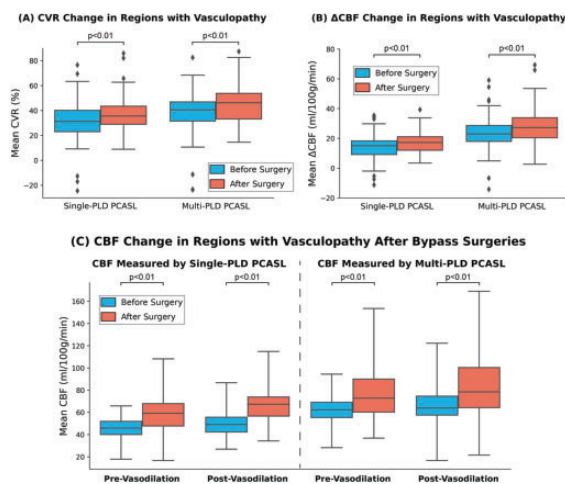 (A) CVR Change in Regions with Vasculopathy
p<0.01
p<0.01
80
60
40
20
0
−20
Mean CVR (%)
Before Surgery
After Surgery
Single-PLD PCASL
Multi-PLD PCASL
(B) ΔCBF Change in Regions with Vasculopathy
p<0.01
p<0.01
80
60
40
20
0
−20
Mean ΔCBF (ml/100g/min)
Before Surgery
After Surgery
Single-PLD PCASL
Multi-PLD PCASL
(C) CBF Change in Regions with Vasculopathy After Bypass Surgeries
CBF Measured by Single-PLD PCASL
CBF Measured by Multi-PLD PCASL
p<0.01
p<0.01
p<0.01
p<0.01
160
140
120
100
80
60
40
20
0
Mean CBF (ml/100g/min)
Before Surgery
After Surgery
Pre-Vasodilation
Post-Vasodilation
Pre-Vasodilation
Post-Vasodilation